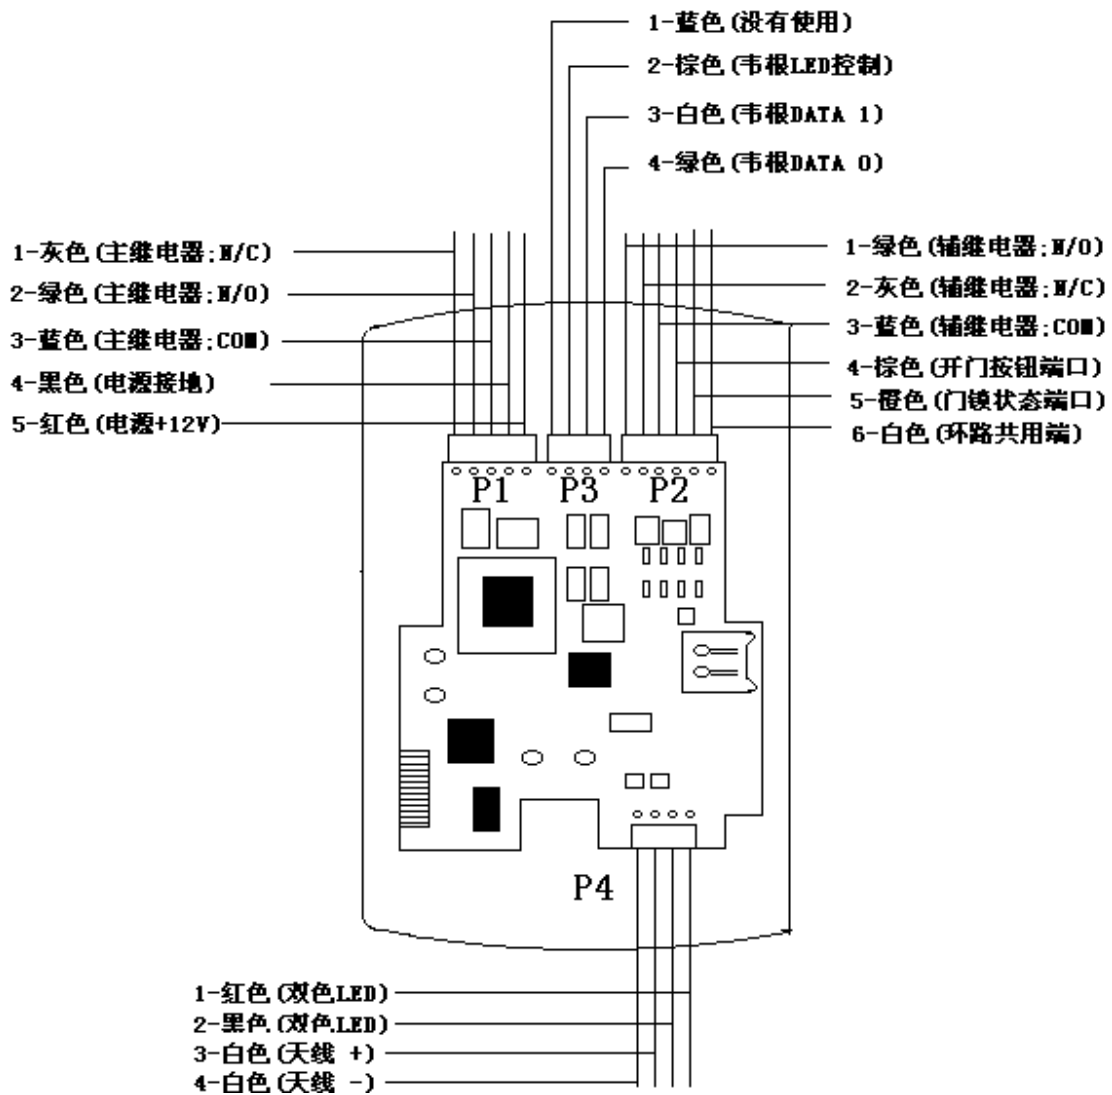 1-蓝色(没有使用)
2-棕色(韦根LED控制)
3-白色(韦根DATA 1)
4-绿色(韦根DATA 0)
1-灰色(主继电器;N/C)
2-绿色(主继电器;N/O)
3-蓝色(主继电器;COM)
4-黑色(电源接地)
5-红色(电源+12V)
1-绿色(辅继电器;N/O)
2-灰色(辅继电器;N/C)
3-蓝色(辅继电器;COM)
4-棕色(开门按钮端口)
5-橙色(门镜状态端口)
6-白色(环路共用端)
P1 P3 P2
P4
1-红色(双色LED)
2-黑色(双色LED)
3-白色(天线 +)
4-白色(天线 -)